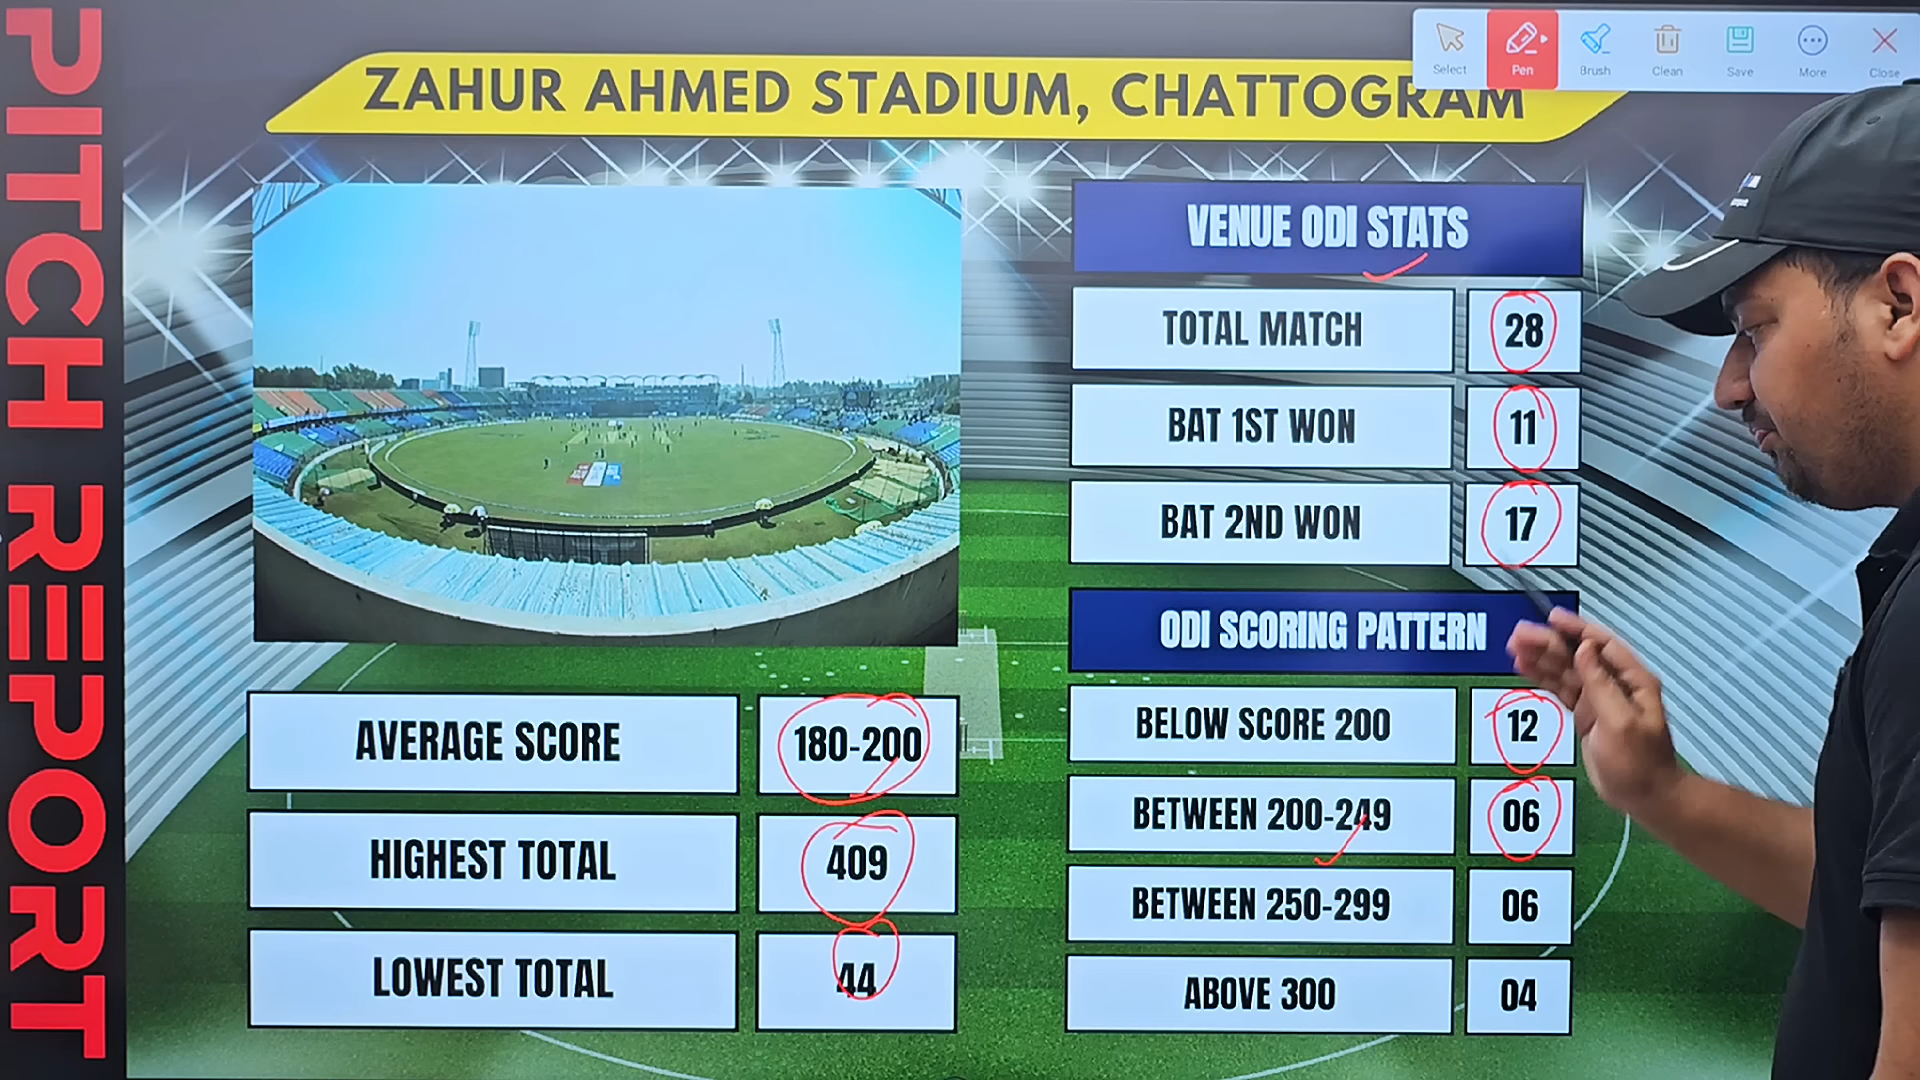 PITCH REPORT
ZAHUR AHMED STADIUM, CHATTOGRAM
Select
Pen
Brush
Clean
Save
More
Close
VENUE ODI STATS
TOTAL MATCH 28
BAT 1ST WON 11
BAT 2ND WON 17
ODI SCORING PATTERN
BELOW SCORE 200 12
BETWEEN 200-249 06
BETWEEN 250-299 06
ABOVE 300 04
AVERAGE SCORE 180-200
HIGHEST TOTAL 409
LOWEST TOTAL 44